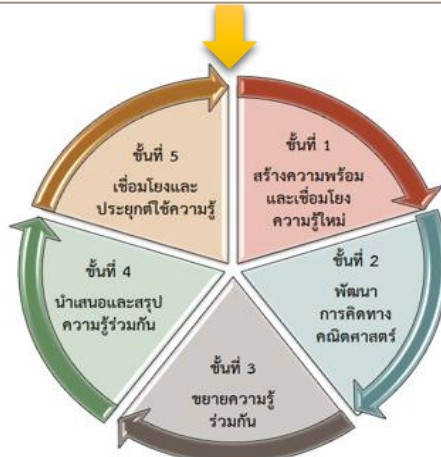 ขั้นที่ 1
สร้างความพร้อม
และเชื่อมโยง
ความรู้ใหม่
ขั้นที่ 2
พัฒนา
การคิดทาง
คณิตศาสตร์
ขั้นที่ 3
ขยายความรู้
ร่วมกัน
ขั้นที่ 4
นำเสนอและสรุป
ความรู้ร่วมกัน
ขั้นที่ 5
เชื่อมโยงและ
ประยุกต์ใช้ความรู้